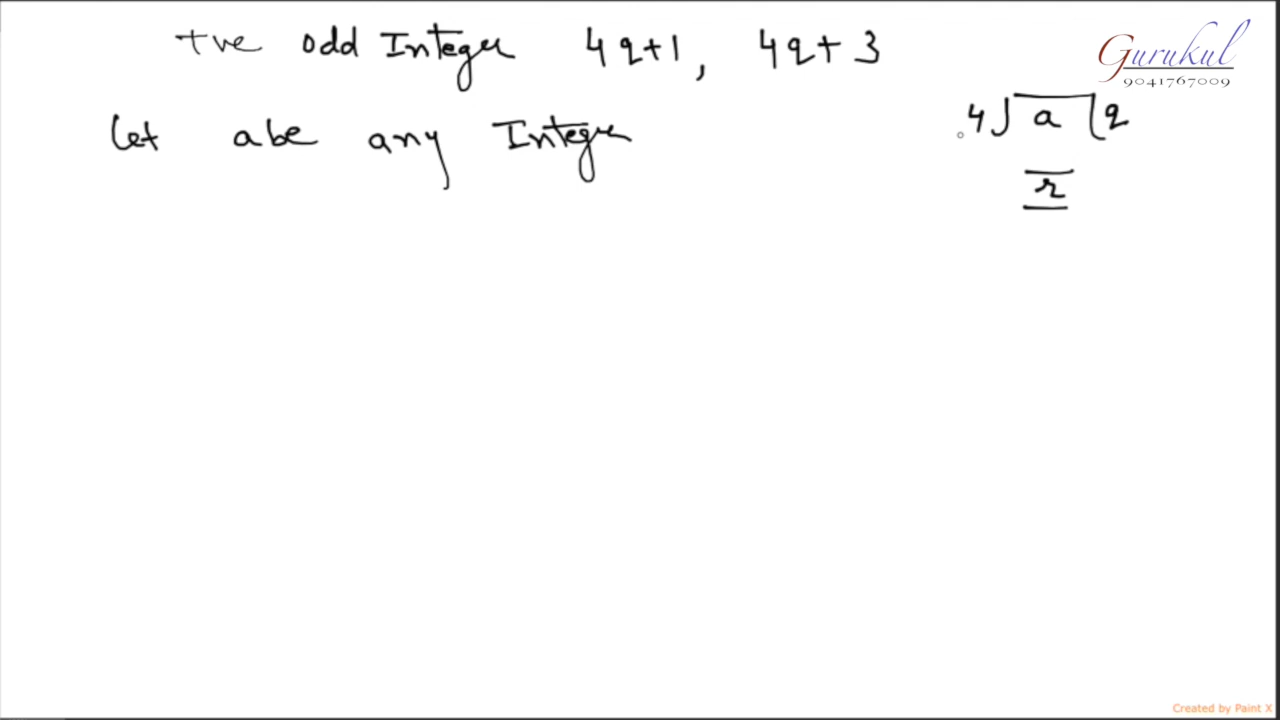 +ve odd Integer 4q+1, 4q+3
Gurukul
9041767009
let a be any Integer
4 a q
r
Created by Paint X